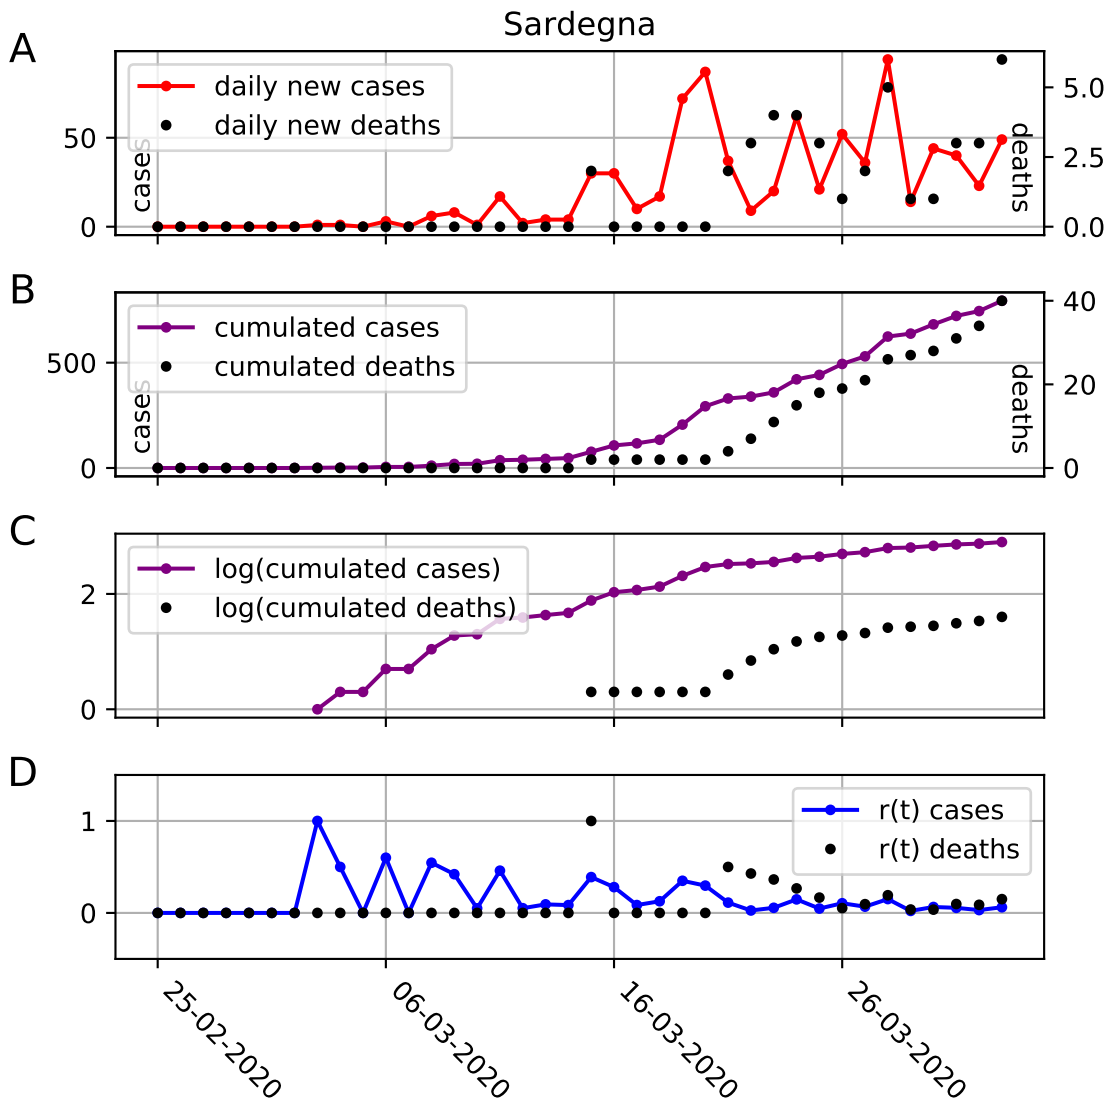 Sardegna
A
daily new cases
daily new deaths
50
0
cases
5.0
2.5
0.0
deaths
B
cumulated cases
cumulated deaths
500
0
cases
40
20
0
deaths
C
log(cumulated cases)
log(cumulated deaths)
2
0
D
r(t) cases
r(t) deaths
1
0
25-02-2020
06-03-2020
16-03-2020
26-03-2020